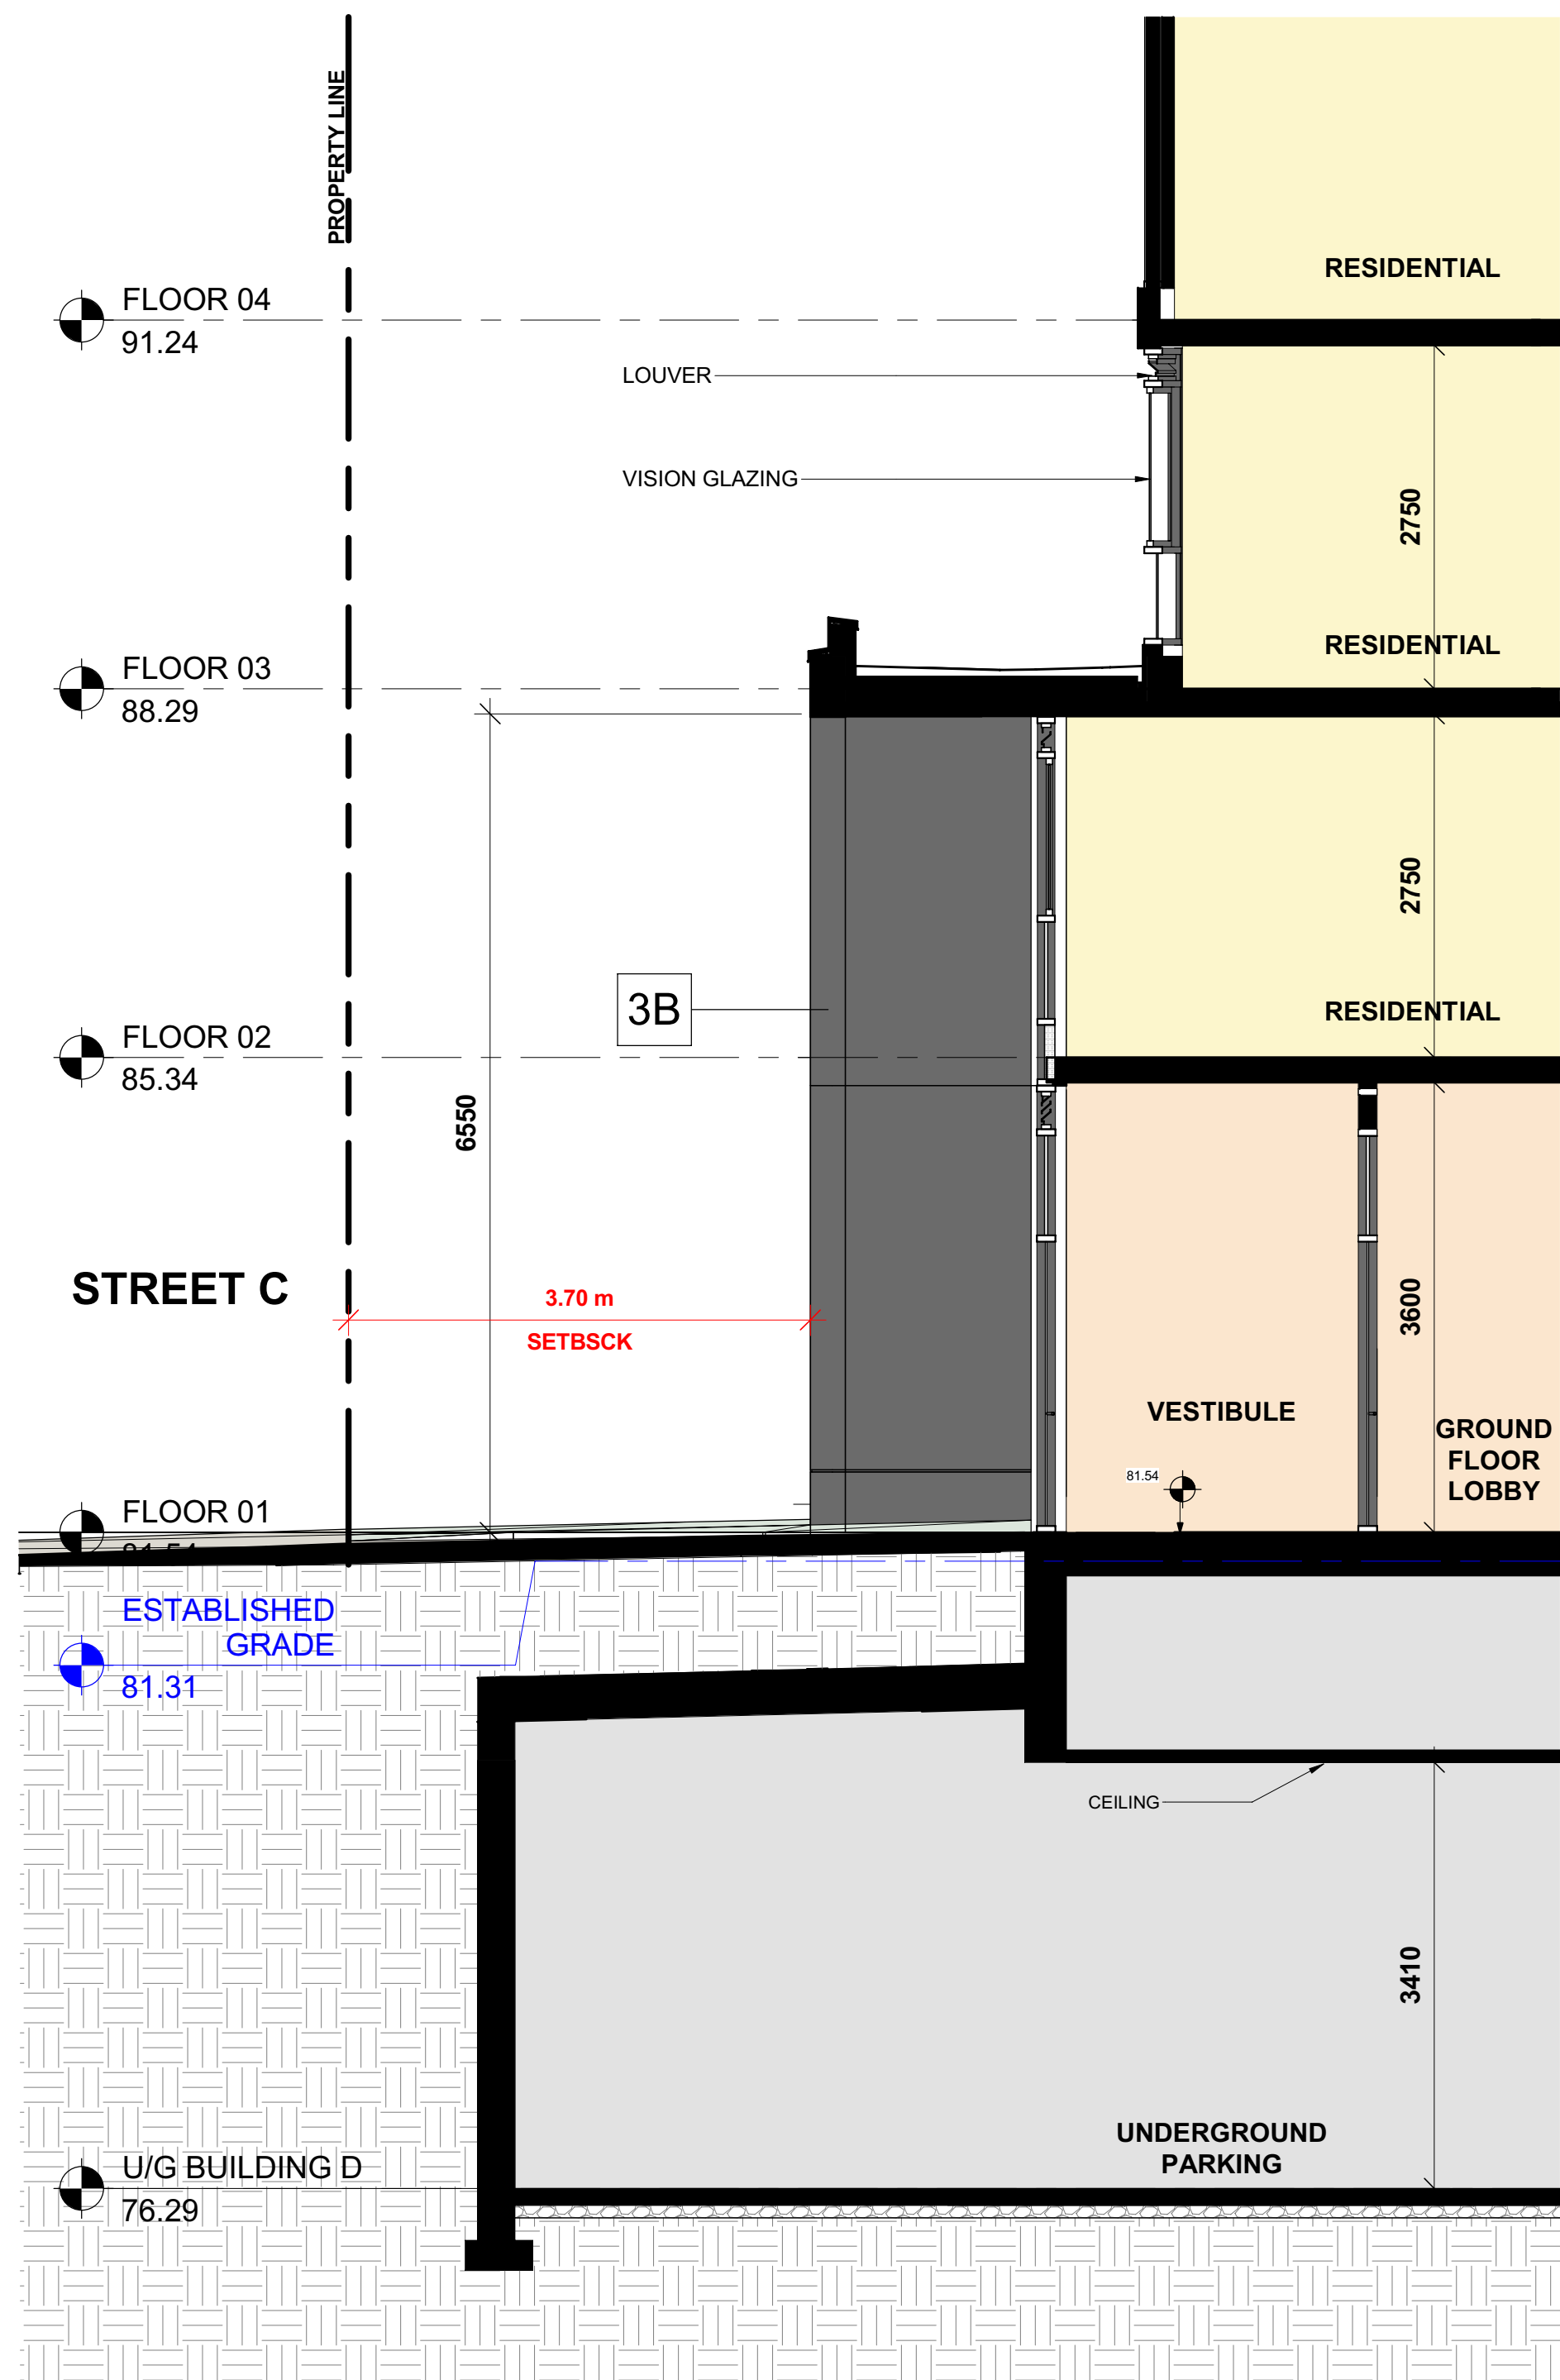 PROPERTY LINE
RESIDENTIAL
FLOOR 04
91.24
LOUVER
VISION GLAZING
2750
RESIDENTIAL
FLOOR 03
88.29
2750
3B
RESIDENTIAL
FLOOR 02
85.34
6550
STREET C
3.70 m
SETBSCK
3600
VESTIBULE
GROUND
FLOOR
LOBBY
81.54
FLOOR 01
81.54
ESTABLISHED
GRADE
81.31
CEILING
3410
UNDERGROUND
PARKING
U/G BUILDING D
76.29